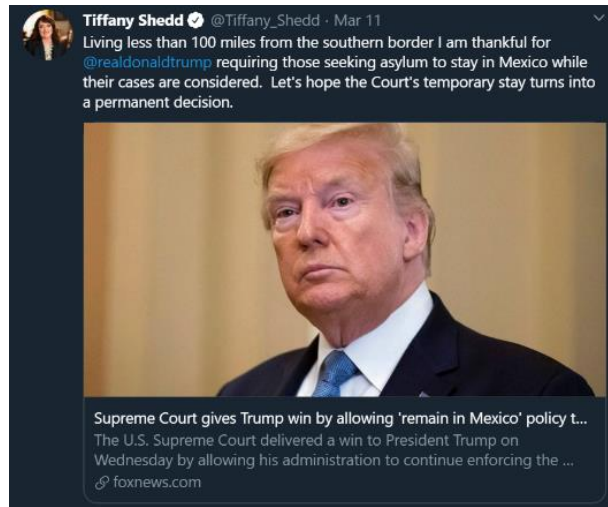 Tiffany Shedd @Tiffany_Shedd · Mar 11
Living less than 100 miles from the southern border I am thankful for
@realdonaldtrump requiring those seeking asylum to stay in Mexico while
their cases are considered.  Let's hope the Court's temporary stay turns into
a permanent decision.
Supreme Court gives Trump win by allowing 'remain in Mexico' policy t...
The U.S. Supreme Court delivered a win to President Trump on
Wednesday by allowing his administration to continue enforcing the ...
foxnews.com